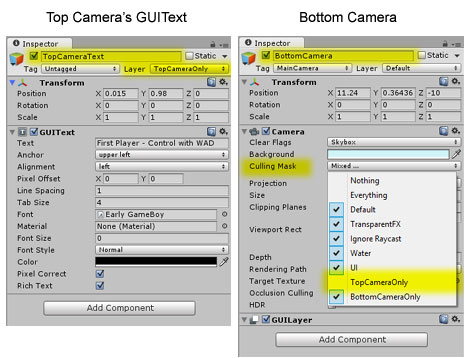 Top Camera's GUIText
Inspector
TopCameraText Static
Tag Untagged Layer TopCameraOnly
Transform
Position X 0.015 Y 0.98 Z 0
Rotation X 0 Y 0 Z 0
Scale X 1 Y 1 Z 1
GUIText
Text First Player - Control with WAD
Anchor upper left
Alignment left
Pixel Offset X 0 Y 0
Line Spacing 1
Tab Size 4
Font Early GameBoy
Material None (Material)
Font Size 0
Font Style Normal
Color
Pixel Correct
Rich Text
Add Component
Bottom Camera
Inspector
BottomCamera Static
Tag MainCamera Layer Default
Transform
Position X 11.24 Y 0.36436 Z -10
Rotation X 0 Y 0 Z 0
Scale X 1 Y 1 Z 1
Camera
Clear Flags Skybox
Background
Culling Mask Mixed ...
Projection
Size
Clipping Planes
Viewport Rect
Depth
Rendering Path
Target Texture
Occlusion Culling
HDR
Nothing
Everything
Default
TransparentFX
Ignore Raycast
Water
UI
TopCameraOnly
BottomCameraOnly
GUILayer
Add Component